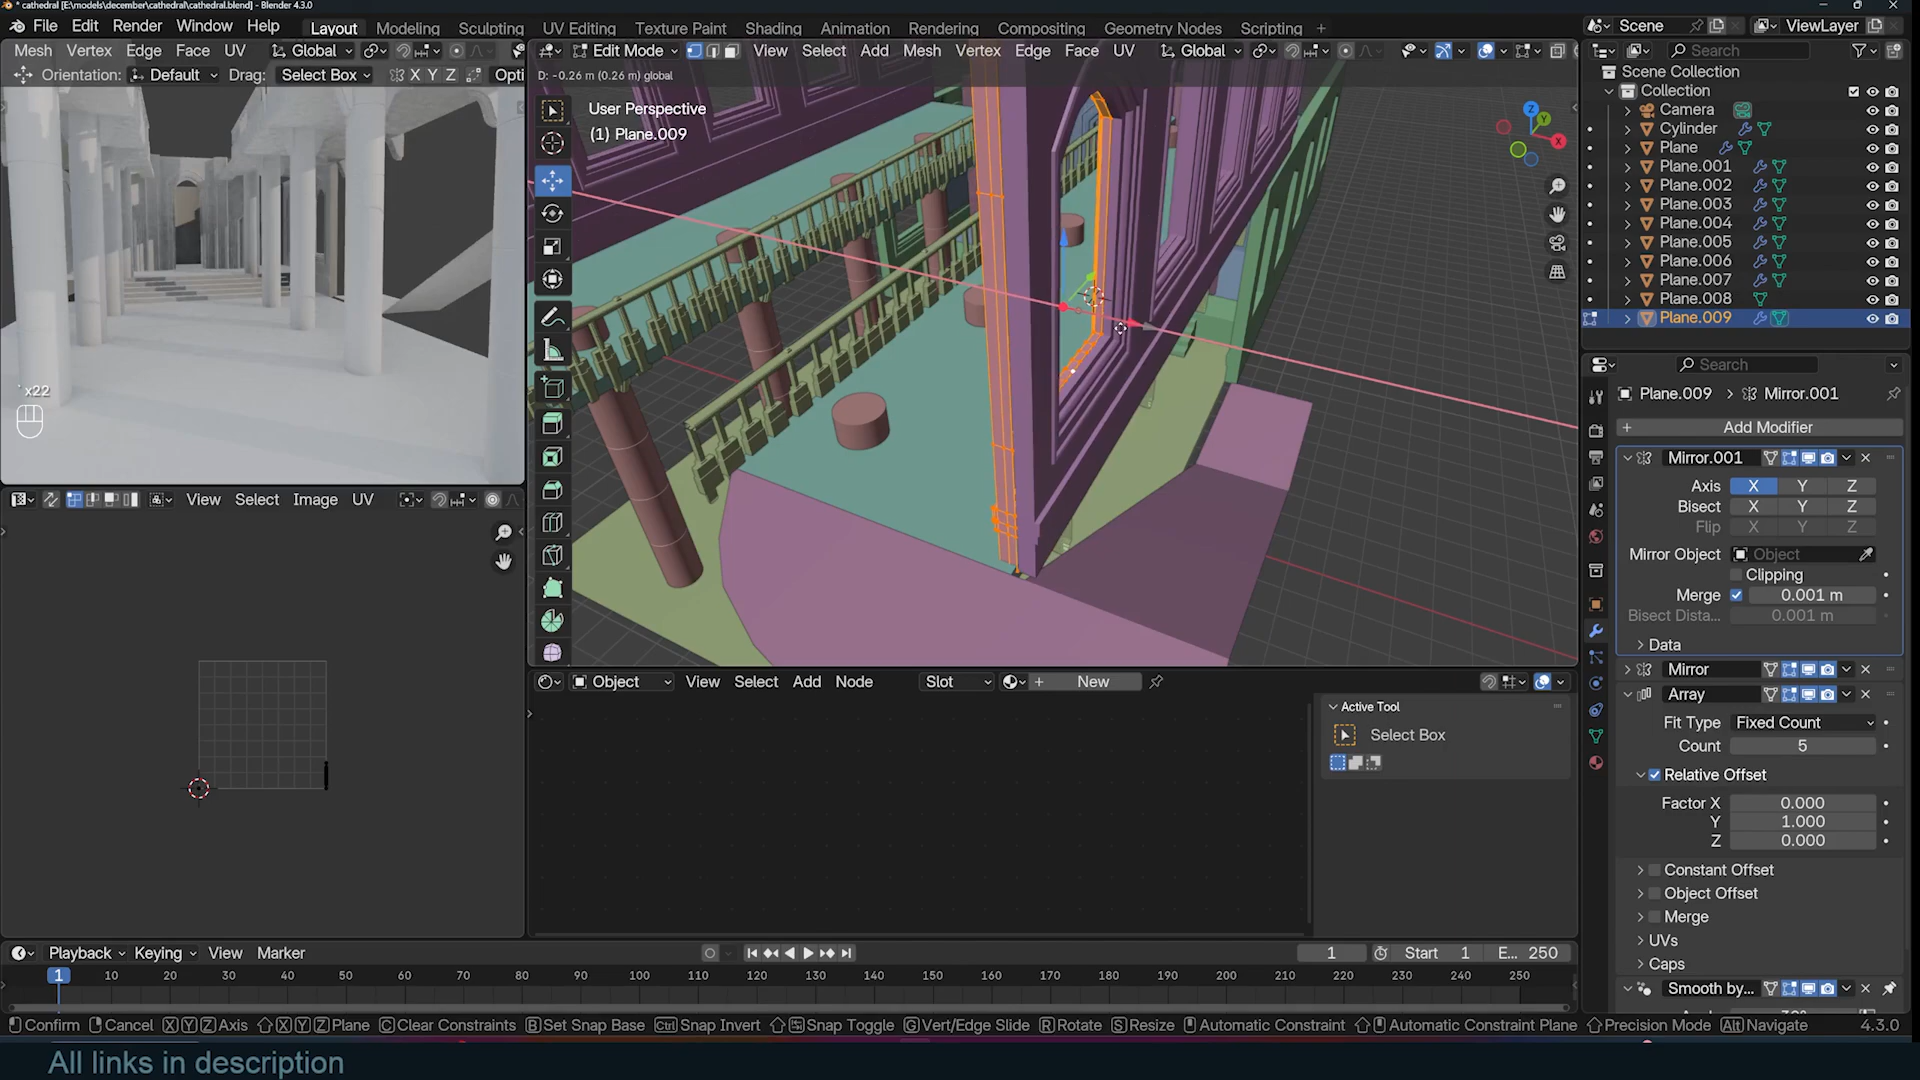 * cathedral [E:\models\december\cathedral\cathedral.blend] - Blender 4.3.0
File Edit Render Window Help Layout Modeling Sculpting UV Editing Texture Paint Shading Animation Rendering Compositing Geometry Nodes Scripting + Scene ViewLayer
Mesh Vertex Edge Face UV Global Edit Mode View Select Add Mesh Vertex Edge Face UV Global Search
Orientation: Default Drag: Select Box X Y Z Opti D: -0.26 m (0.26 m) global
User Perspective
(1) Plane.009
Z
Y
X
Scene Collection
Collection
Camera
Cylinder
Plane
Plane.001
Plane.002
Plane.003
Plane.004
Plane.005
Plane.006
Plane.007
Plane.008
Plane.009
Search
Plane.009 > Mirror.001
+ Add Modifier
Mirror.001
Axis X Y Z
Bisect X Y Z
Flip X Y Z
Mirror Object Object
Clipping
Merge 0.001 m
Bisect Dista... 0.001 m
Data
Mirror
Array
Fit Type Fixed Count
Count 5
Relative Offset
Factor X 0.000
Y 1.000
Z 0.000
Constant Offset
Object Offset
Merge
UVs
Caps
Smooth by...
` x22
View Select Image UV
Object View Select Add Node Slot + New
Active Tool
Select Box
Playback Keying View Marker 1 Start 1 E... 250
1 10 20 30 40 50 60 70 80 90 100 110 120 130 140 150 160 170 180 190 200 210 220 230 240 250
Confirm Cancel X Y Z Axis X Y Z Plane C Clear Constraints B Set Snap Base Ctrl Snap Invert Snap Toggle G Vert/Edge Slide R Rotate S Resize Automatic Constraint Automatic Constraint Plane Precision Mode Alt Navigate 4.3.0
All links in description